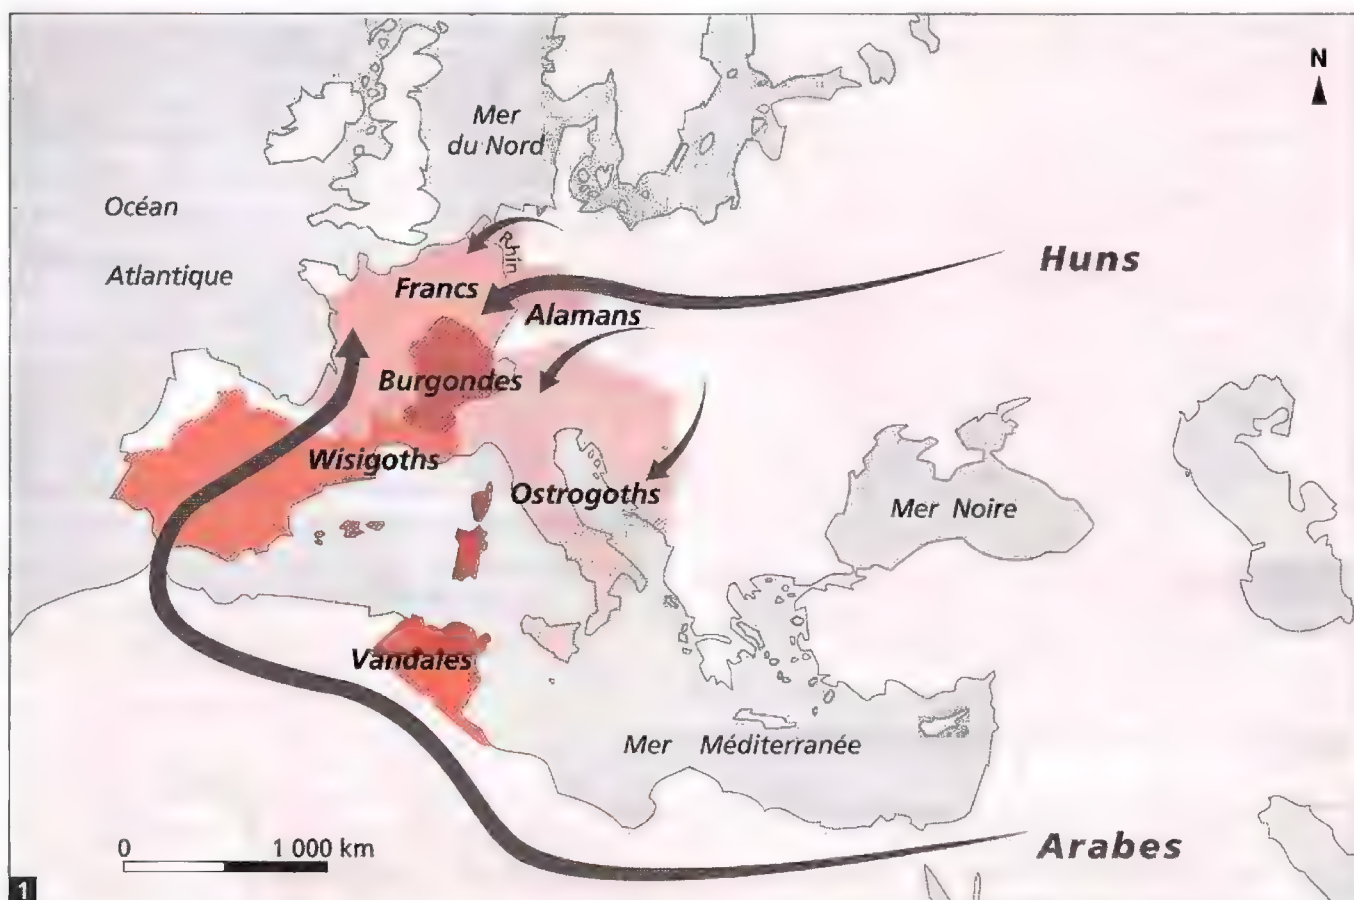 N
Mer
du Nord
Océan
Atlantique
Rhin
Huns
Francs
Alamans
Burgondes
Wisigoths
Ostrogoths
Mer Noire
Vandales
Mer Méditerranée
0 1 000 km
Arabes
1